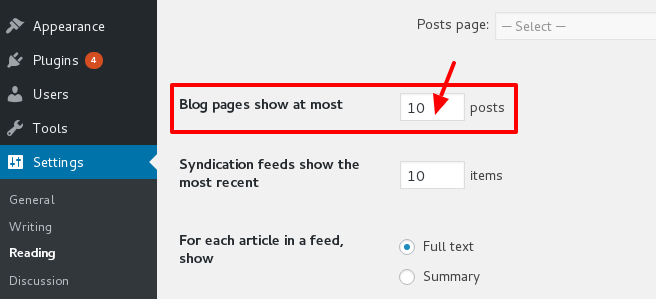 Appearance
Plugins 4
Users
Tools
Settings
General
Writing
Reading
Discussion
Posts page: — Select —
Blog pages show at most 10 posts
Syndication feeds show the
most recent 10 items
For each article in a feed,
show
Full text
Summary